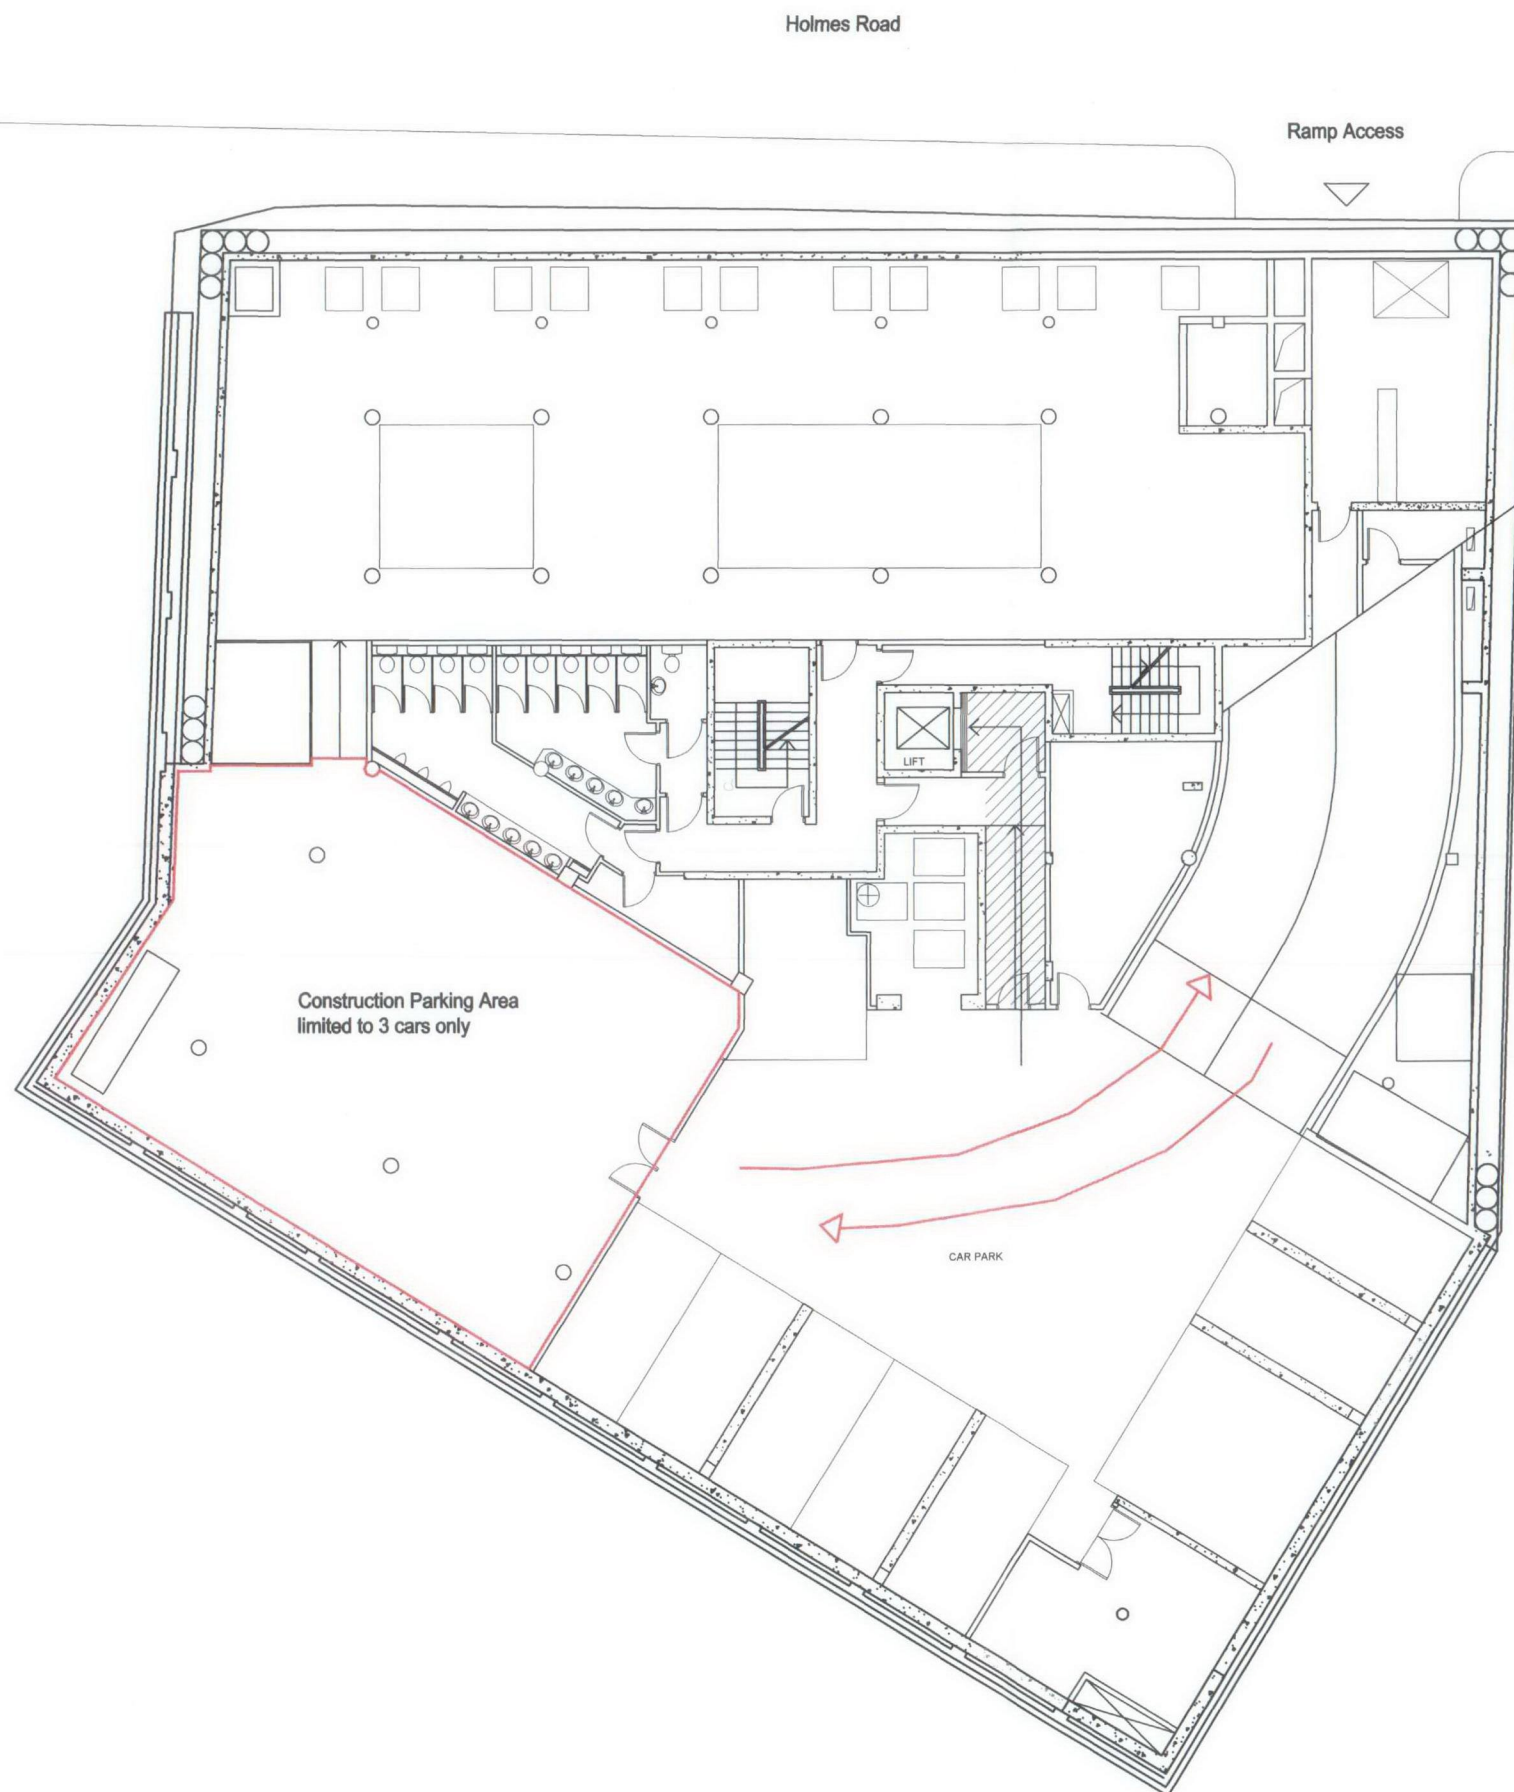 Holmes Road
Ramp Access
LIFT
Construction Parking Area
limited to 3 cars only
CAR PARK